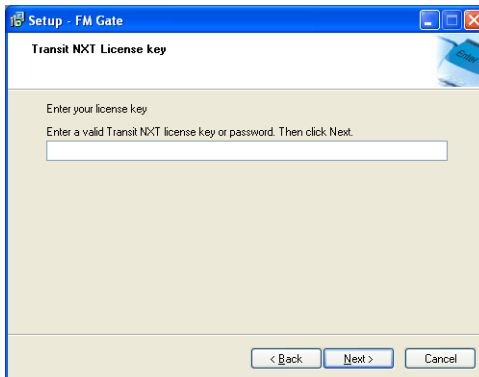 Setup - FM Gate
Transit NXT License key
Enter
Enter your license key
Enter a valid Transit NXT license key or password. Then click Next.
< Back
Next >
Cancel